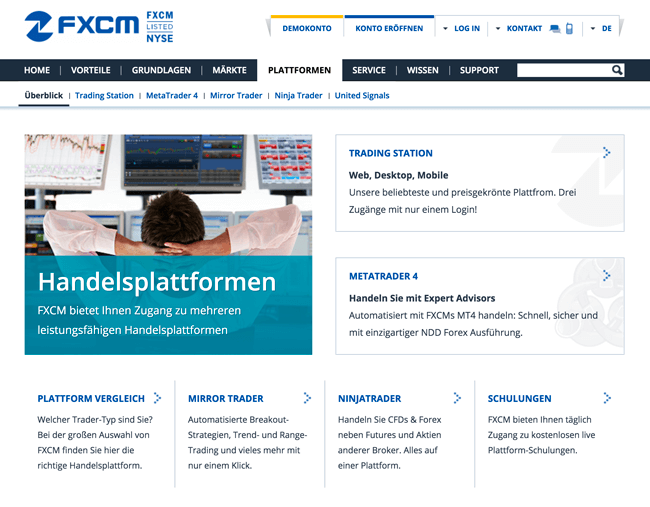 FXCM
FXCM
LISTED
NYSE
DEMOKONTO
KONTO ERÖFFNEN
LOG IN
KONTAKT
DE
HOME
VORTEILE
GRUNDLAGEN
MÄRKTE
PLATTFORMEN
SERVICE
WISSEN
SUPPORT
Überblick
Trading Station
MetaTrader 4
Mirror Trader
Ninja Trader
United Signals
Handelsplattformen
FXCM bietet Ihnen Zugang zu mehreren
leistungsfähigen Handelsplattformen
TRADING STATION
Web, Desktop, Mobile
Unsere beliebteste und preisgekrönte Plattfrom. Drei
Zugänge mit nur einem Login!
METATRADER 4
Handeln Sie mit Expert Advisors
Automatisiert mit FXCMs MT4 handeln: Schnell, sicher und
mit einzigartiger NDD Forex Ausführung.
PLATTFORM VERGLEICH
Welcher Trader-Typ sind Sie?
Bei der großen Auswahl von
FXCM finden Sie hier die
richtige Handelsplattform.
MIRROR TRADER
Automatisierte Breakout-
Strategien, Trend- und Range-
Trading und vieles mehr mit
nur einem Klick.
NINJATRADER
Handeln Sie CFDs & Forex
neben Futures und Aktien
anderer Broker. Alles auf
einer Plattform.
SCHULUNGEN
FXCM bieten Ihnen täglich
Zugang zu kostenlosen live
Plattform-Schulungen.